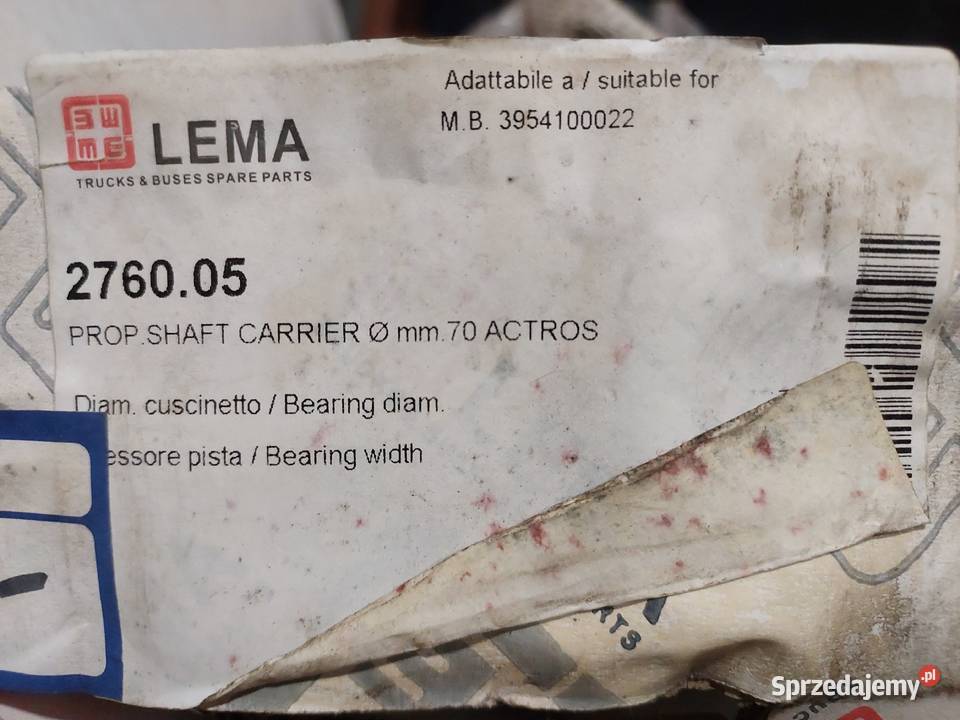 Adattabile a / suitable for
M.B. 3954100022
LEMA
TRUCKS & BUSES SPARE PARTS
2760.05
PROP.SHAFT CARRIER Ø mm.70 ACTROS
Diam. cuscinetto / Bearing diam.
essore pista / Bearing width
RTS
Sprzedajemy.pl